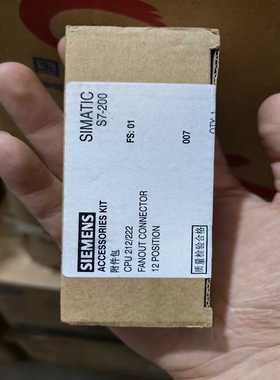 SIEMENS
ACCESSORIES KIT
附件包
CPU 212/222
FANOUT CONNECTOR
12 POSITION
SIMATIC
S7-200
FS: 01
007
质量检验合格